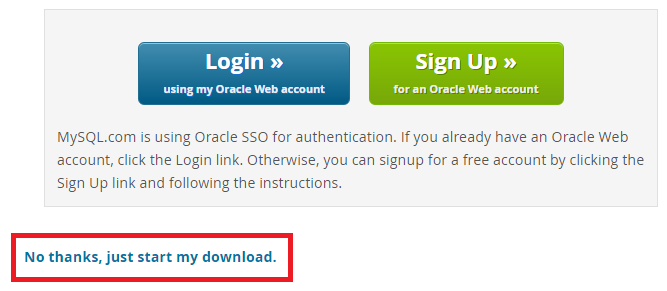 Login »
using my Oracle Web account
Sign Up »
for an Oracle Web account
MySQL.com is using Oracle SSO for authentication. If you already have an Oracle Web
account, click the Login link. Otherwise, you can signup for a free account by clicking the
Sign Up link and following the instructions.
No thanks, just start my download.